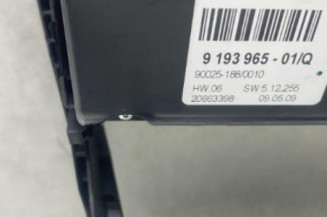 9 193 965 - 01/Q
90025-188/0010
HW 06 SW 5.12.255
20663398 09.05.09